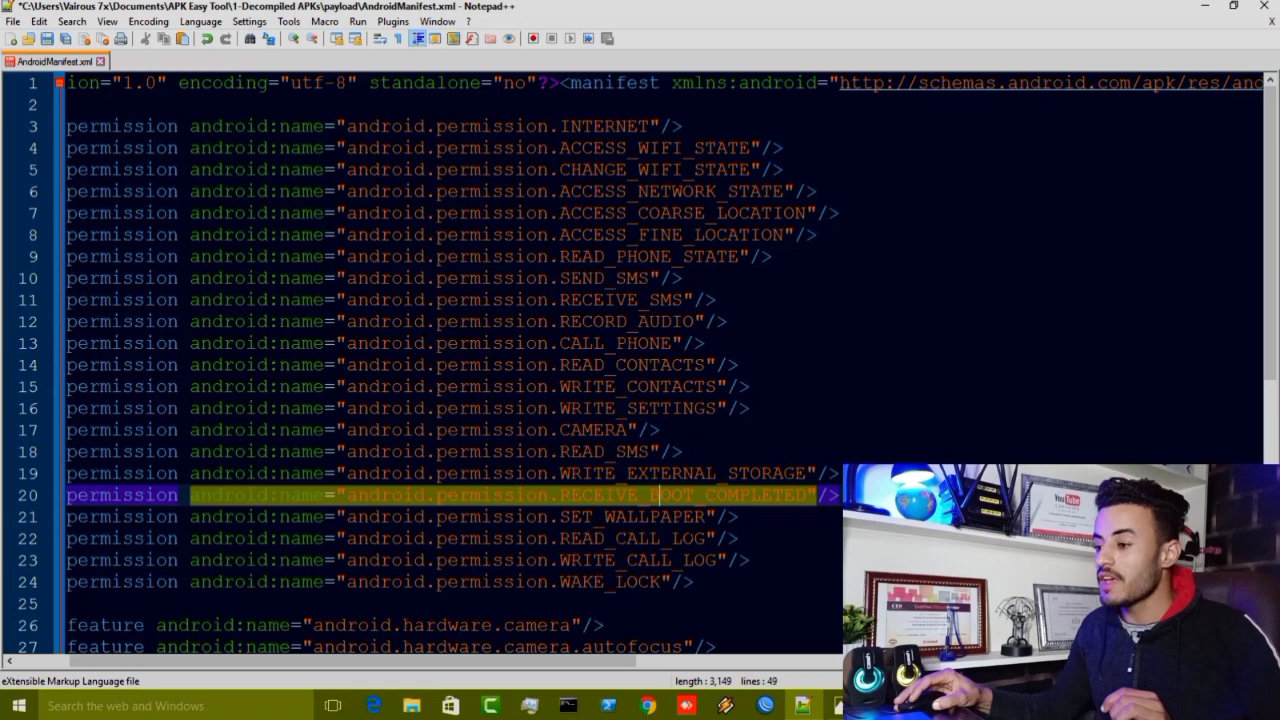 *C:\Users\Vairous 7x\Documents\APK Easy Tool\1-Decompiled APKs\payload\AndroidManifest.xml - Notepad++
File Edit Search View Encoding Language Settings Tools Macro Run Plugins Window ?
AndroidManifest.xml
1 ion="1.0" encoding="utf-8" standalone="no"?><manifest xmlns:android="http://schemas.android.com/apk/res/and
2
3 permission android:name="android.permission.INTERNET"/>
4 permission android:name="android.permission.ACCESS_WIFI_STATE"/>
5 permission android:name="android.permission.CHANGE_WIFI_STATE"/>
6 permission android:name="android.permission.ACCESS_NETWORK_STATE"/>
7 permission android:name="android.permission.ACCESS_COARSE_LOCATION"/>
8 permission android:name="android.permission.ACCESS_FINE_LOCATION"/>
9 permission android:name="android.permission.READ_PHONE_STATE"/>
10 permission android:name="android.permission.SEND_SMS"/>
11 permission android:name="android.permission.RECEIVE_SMS"/>
12 permission android:name="android.permission.RECORD_AUDIO"/>
13 permission android:name="android.permission.CALL_PHONE"/>
14 permission android:name="android.permission.READ_CONTACTS"/>
15 permission android:name="android.permission.WRITE_CONTACTS"/>
16 permission android:name="android.permission.WRITE_SETTINGS"/>
17 permission android:name="android.permission.CAMERA"/>
18 permission android:name="android.permission.READ_SMS"/>
19 permission android:name="android.permission.WRITE_EXTERNAL_STORAGE"/>
20 permission android:name="android.permission.RECEIVE_BOOT_COMPLETED"/>
21 permission android:name="android.permission.SET_WALLPAPER"/>
22 permission android:name="android.permission.READ_CALL_LOG"/>
23 permission android:name="android.permission.WRITE_CALL_LOG"/>
24 permission android:name="android.permission.WAKE_LOCK"/>
25
26 feature android:name="android.hardware.camera"/>
27 feature android:name="android.hardware.camera.autofocus"/>
eXtensible Markup Language file
length : 3,149 lines : 49
Search the web and Windows
YouTube